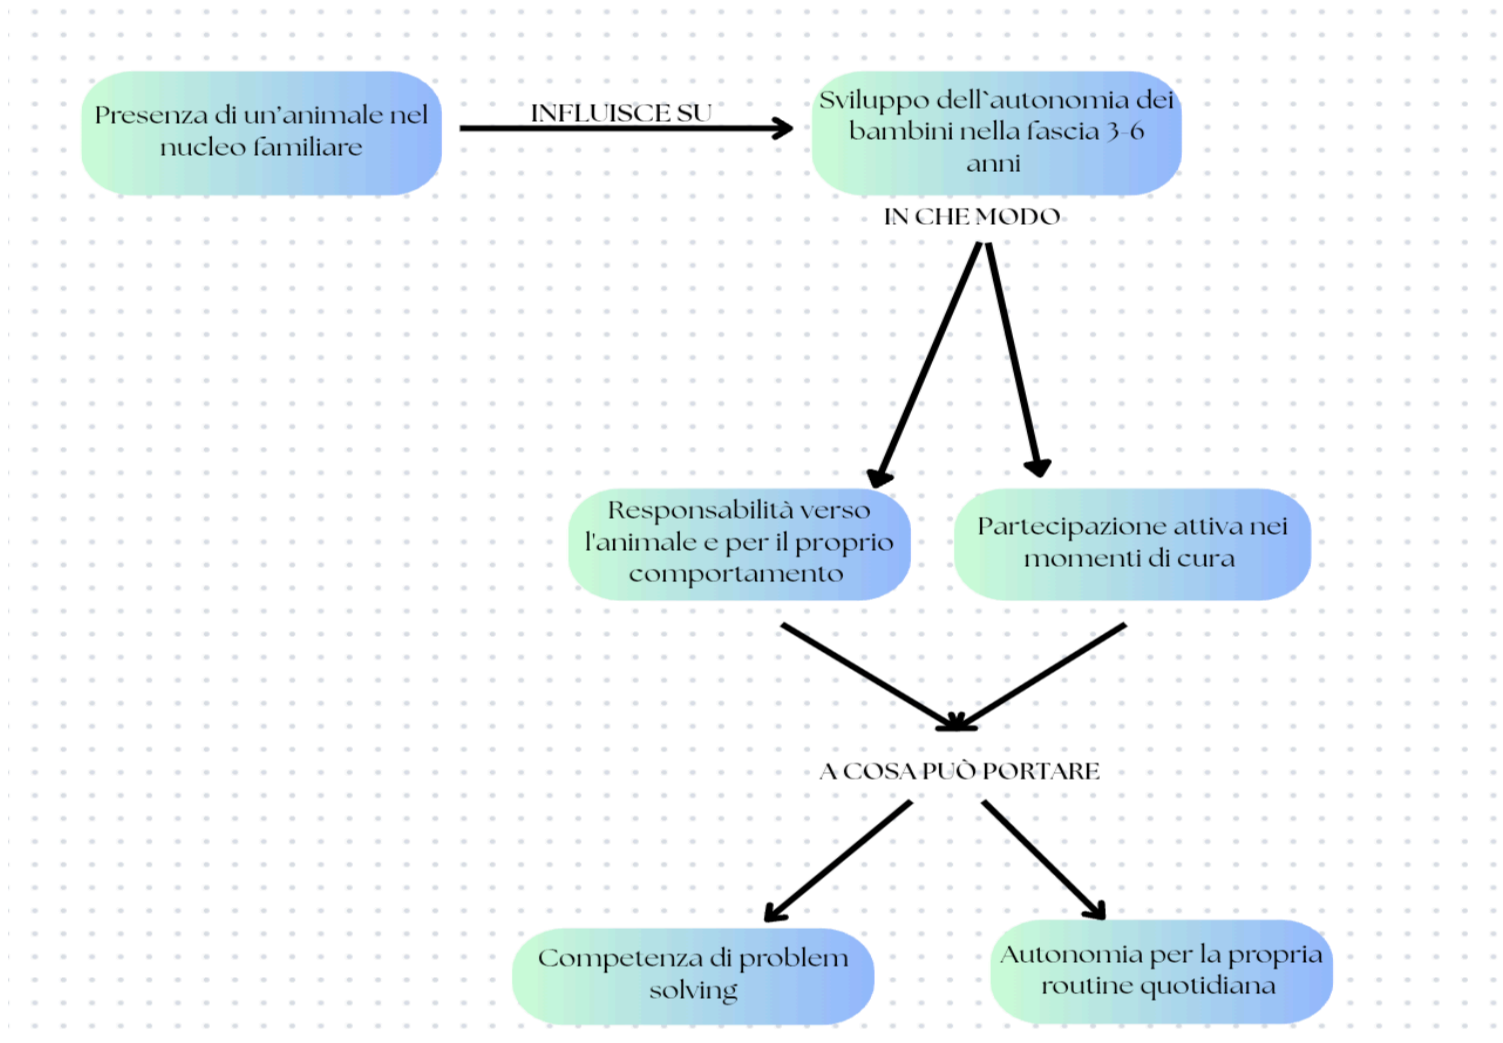 Presenza di un'animale nel
nucleo familiare
INFLUISCE SU
Sviluppo dell`autonomia dei
bambini nella fascia 3-6
anni
IN CHE MODO
Responsabilità verso
l'animale e per il proprio
comportamento
Partecipazione attiva nei
momenti di cura
A COSA PUÒ PORTARE
Competenza di problem
solving
Autonomia per la propria
routine quotidiana